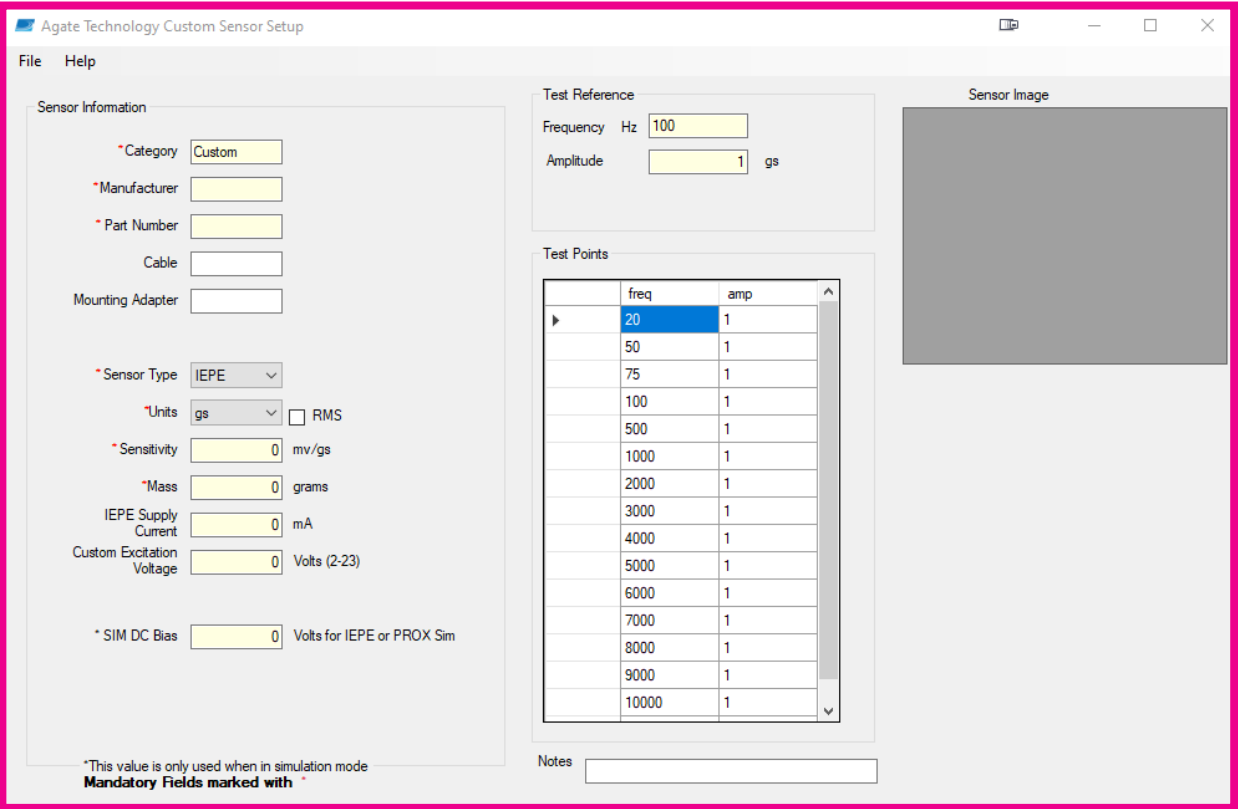 Agate Technology Custom Sensor Setup
File Help
Sensor Information
*Category Custom
*Manufacturer
* Part Number
Cable
Mounting Adapter
* Sensor Type IEPE
*Units gs RMS
* Sensitivity 0 mv/gs
*Mass 0 grams
IEPE Supply
Current 0 mA
Custom Excitation
Voltage 0 Volts (2-23)
* SIM DC Bias 0 Volts for IEPE or PROX Sim
*This value is only used when in simulation mode
Mandatory Fields marked with *
Test Reference
Frequency Hz 100
Amplitude 1 gs
Test Points
freq amp
20 1
50 1
75 1
100 1
500 1
1000 1
2000 1
3000 1
4000 1
5000 1
6000 1
7000 1
8000 1
9000 1
10000 1
Notes
Sensor Image